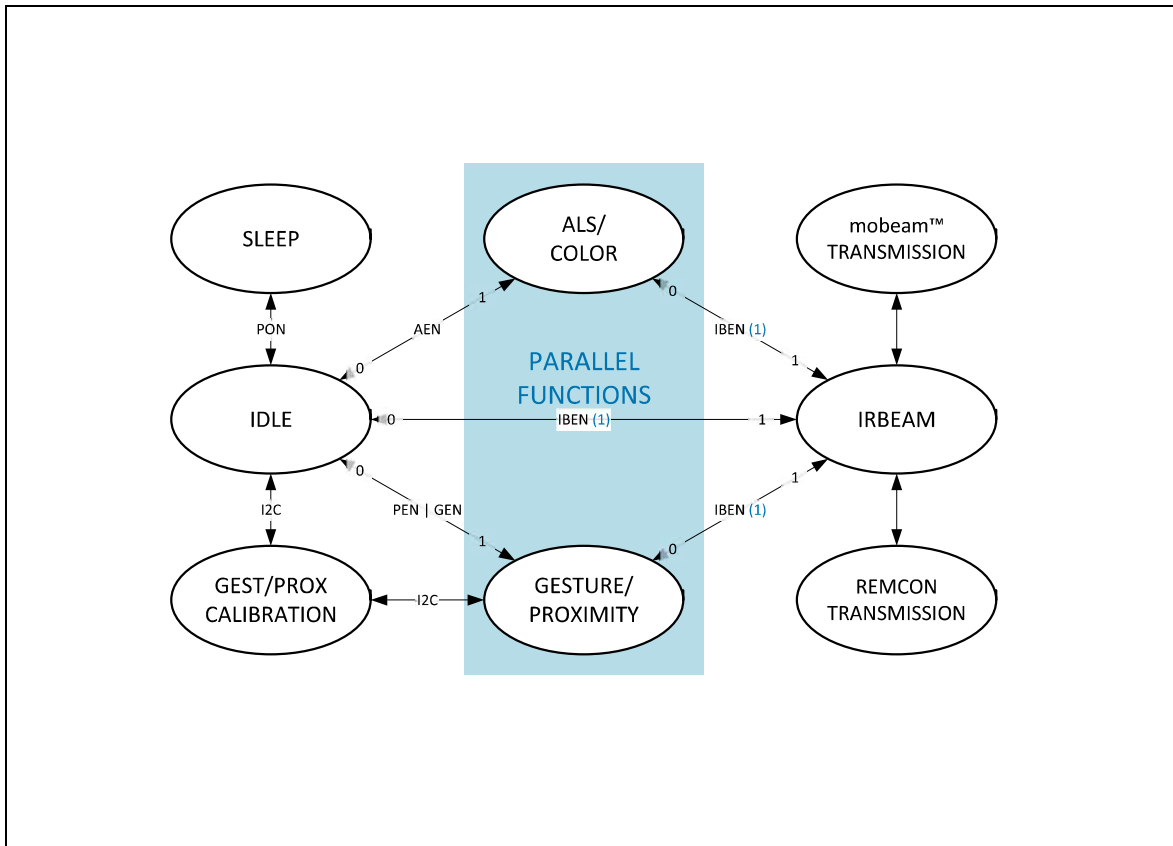 SLEEP
ALS/
COLOR
mobeam™
TRANSMISSION
PON
0
AEN
1
0
IBEN (1)
1
PARALLEL
FUNCTIONS
IDLE
0
IBEN (1)
1
IRBEAM
I2C
0
PEN | GEN
1
1
IBEN (1)
0
GEST/PROX
CALIBRATION
I2C
GESTURE/
PROXIMITY
REMCON
TRANSMISSION